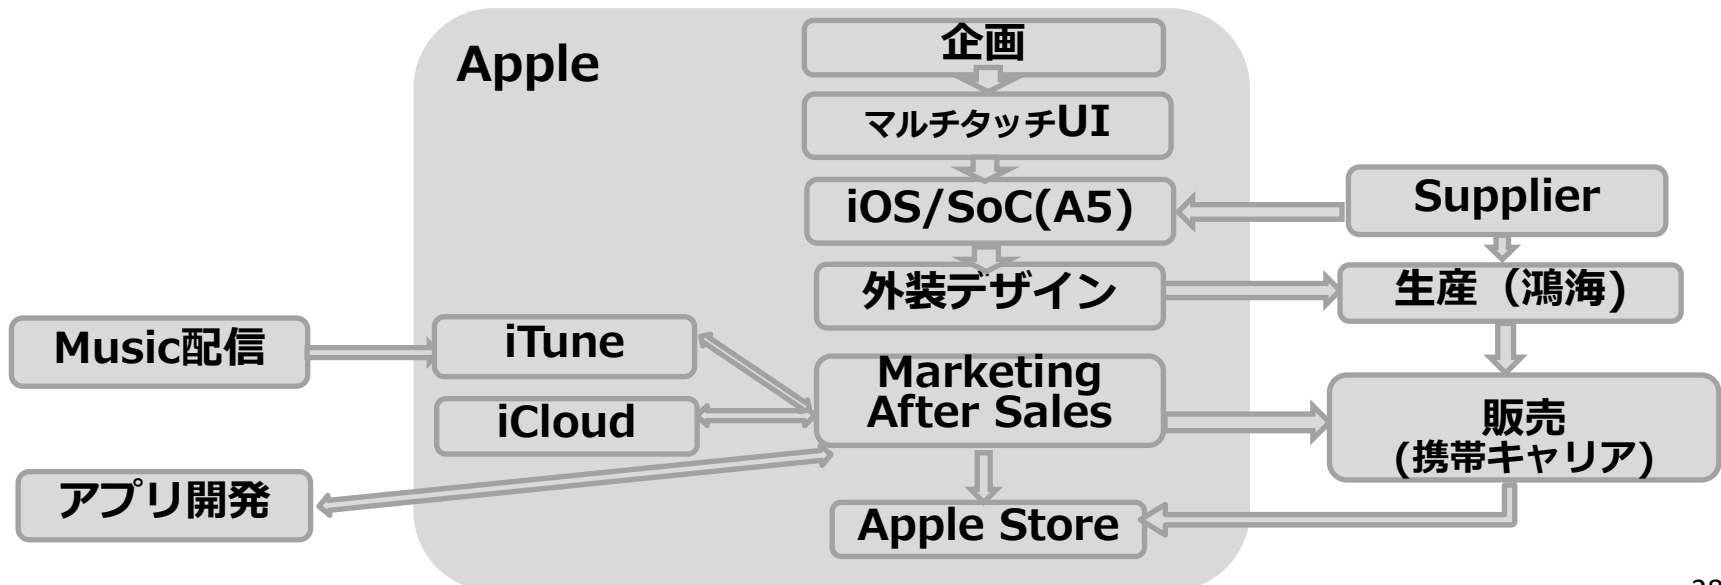 Apple
企画
マルチタッチUI
iOS/SoC(A5)
Supplier
外装デザイン
生産（鴻海)
Music配信
iTune
Marketing
After Sales
iCloud
販売
(携帯キャリア)
アプリ開発
Apple Store
28